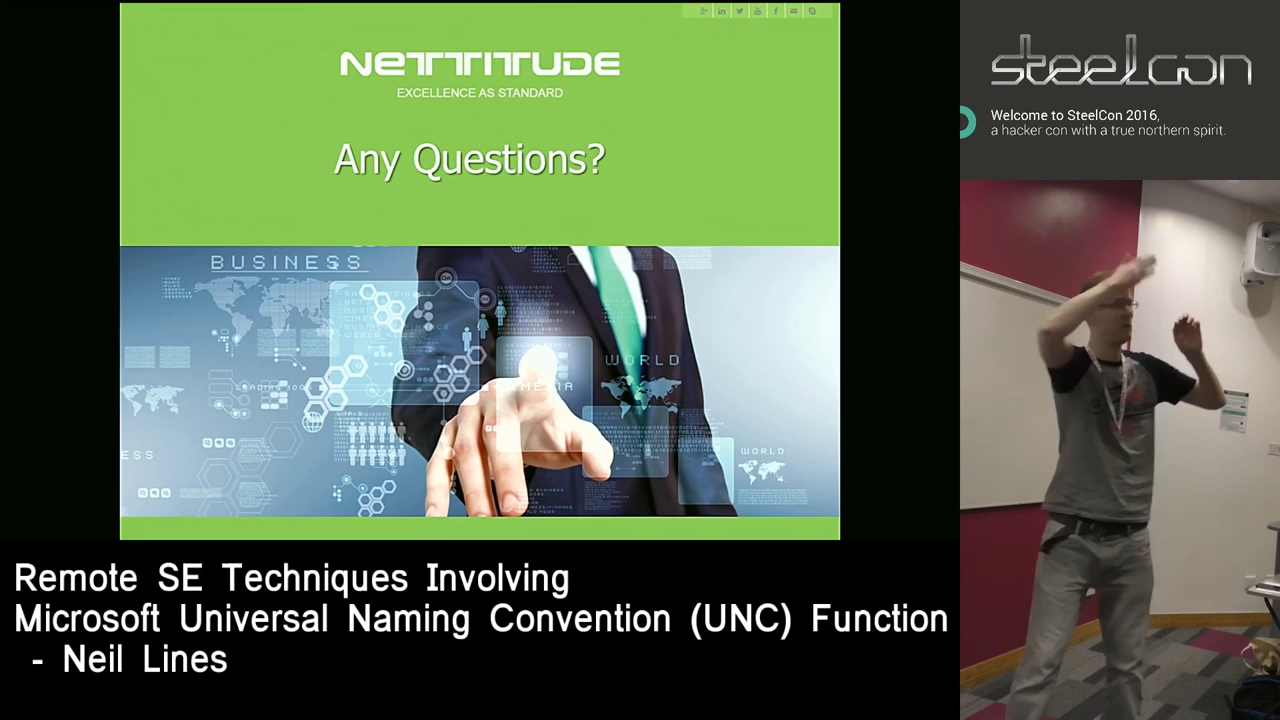 NETTITUDE
EXCELLENCE AS STANDARD
Any Questions?
BUSINESS
WORLD
MEDIA
WORLD
Remote SE Techniques Involving
Microsoft Universal Naming Convention (UNC) Function
- Neil Lines
steelcon
Welcome to SteelCon 2016,
a hacker con with a true northern spirit.